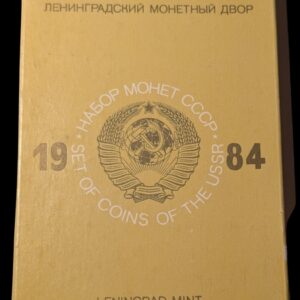 ЛЕНИНГРАДСКИЙ МОНЕТНЫЙ ДВОР
* НАБОР МОНЕТ СССР *
19 84
SET OF COINS OF THE USSR
LENINGRAD MINT